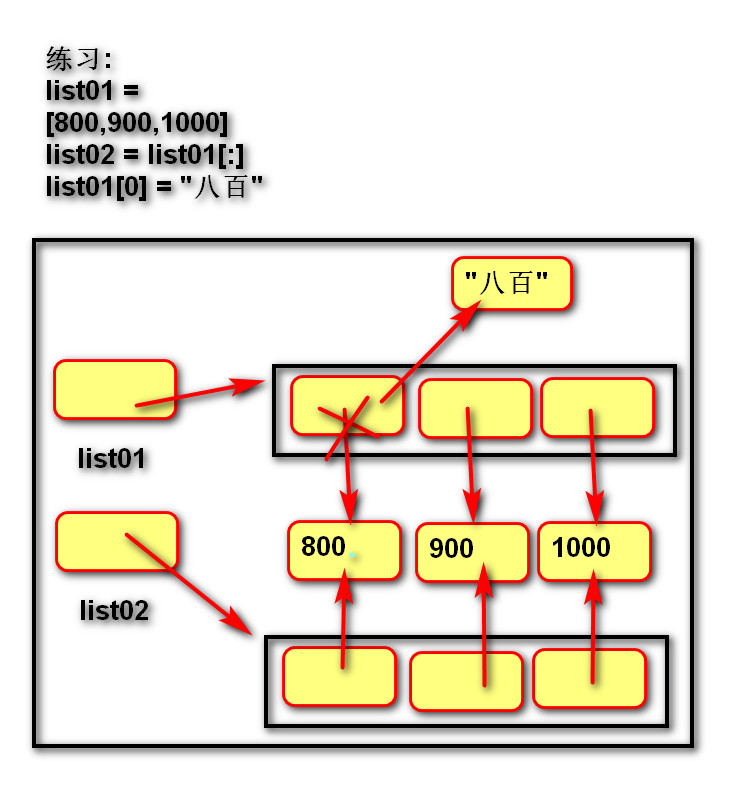 练习:
list01 =
[800,900,1000]
list02 = list01[:]
list01[0] = "八百"
"八百"
list01
800
900
1000
list02